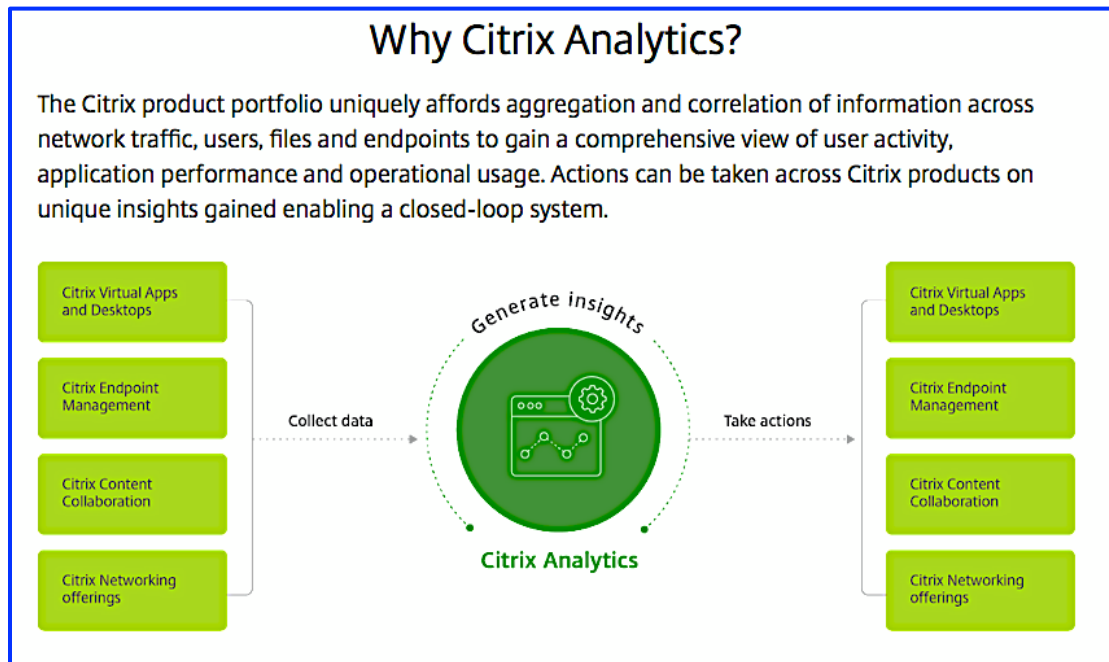 Why Citrix Analytics?
The Citrix product portfolio uniquely affords aggregation and correlation of information across
network traffic, users, files and endpoints to gain a comprehensive view of user activity,
application performance and operational usage. Actions can be taken across Citrix products on
unique insights gained enabling a closed-loop system.
Citrix Virtual Apps
and Desktops
Citrix Endpoint
Management
Citrix Content
Collaboration
Citrix Networking
offerings
Collect data
Generate insights
Citrix Analytics
Take actions
Citrix Virtual Apps
and Desktops
Citrix Endpoint
Management
Citrix Content
Collaboration
Citrix Networking
offerings